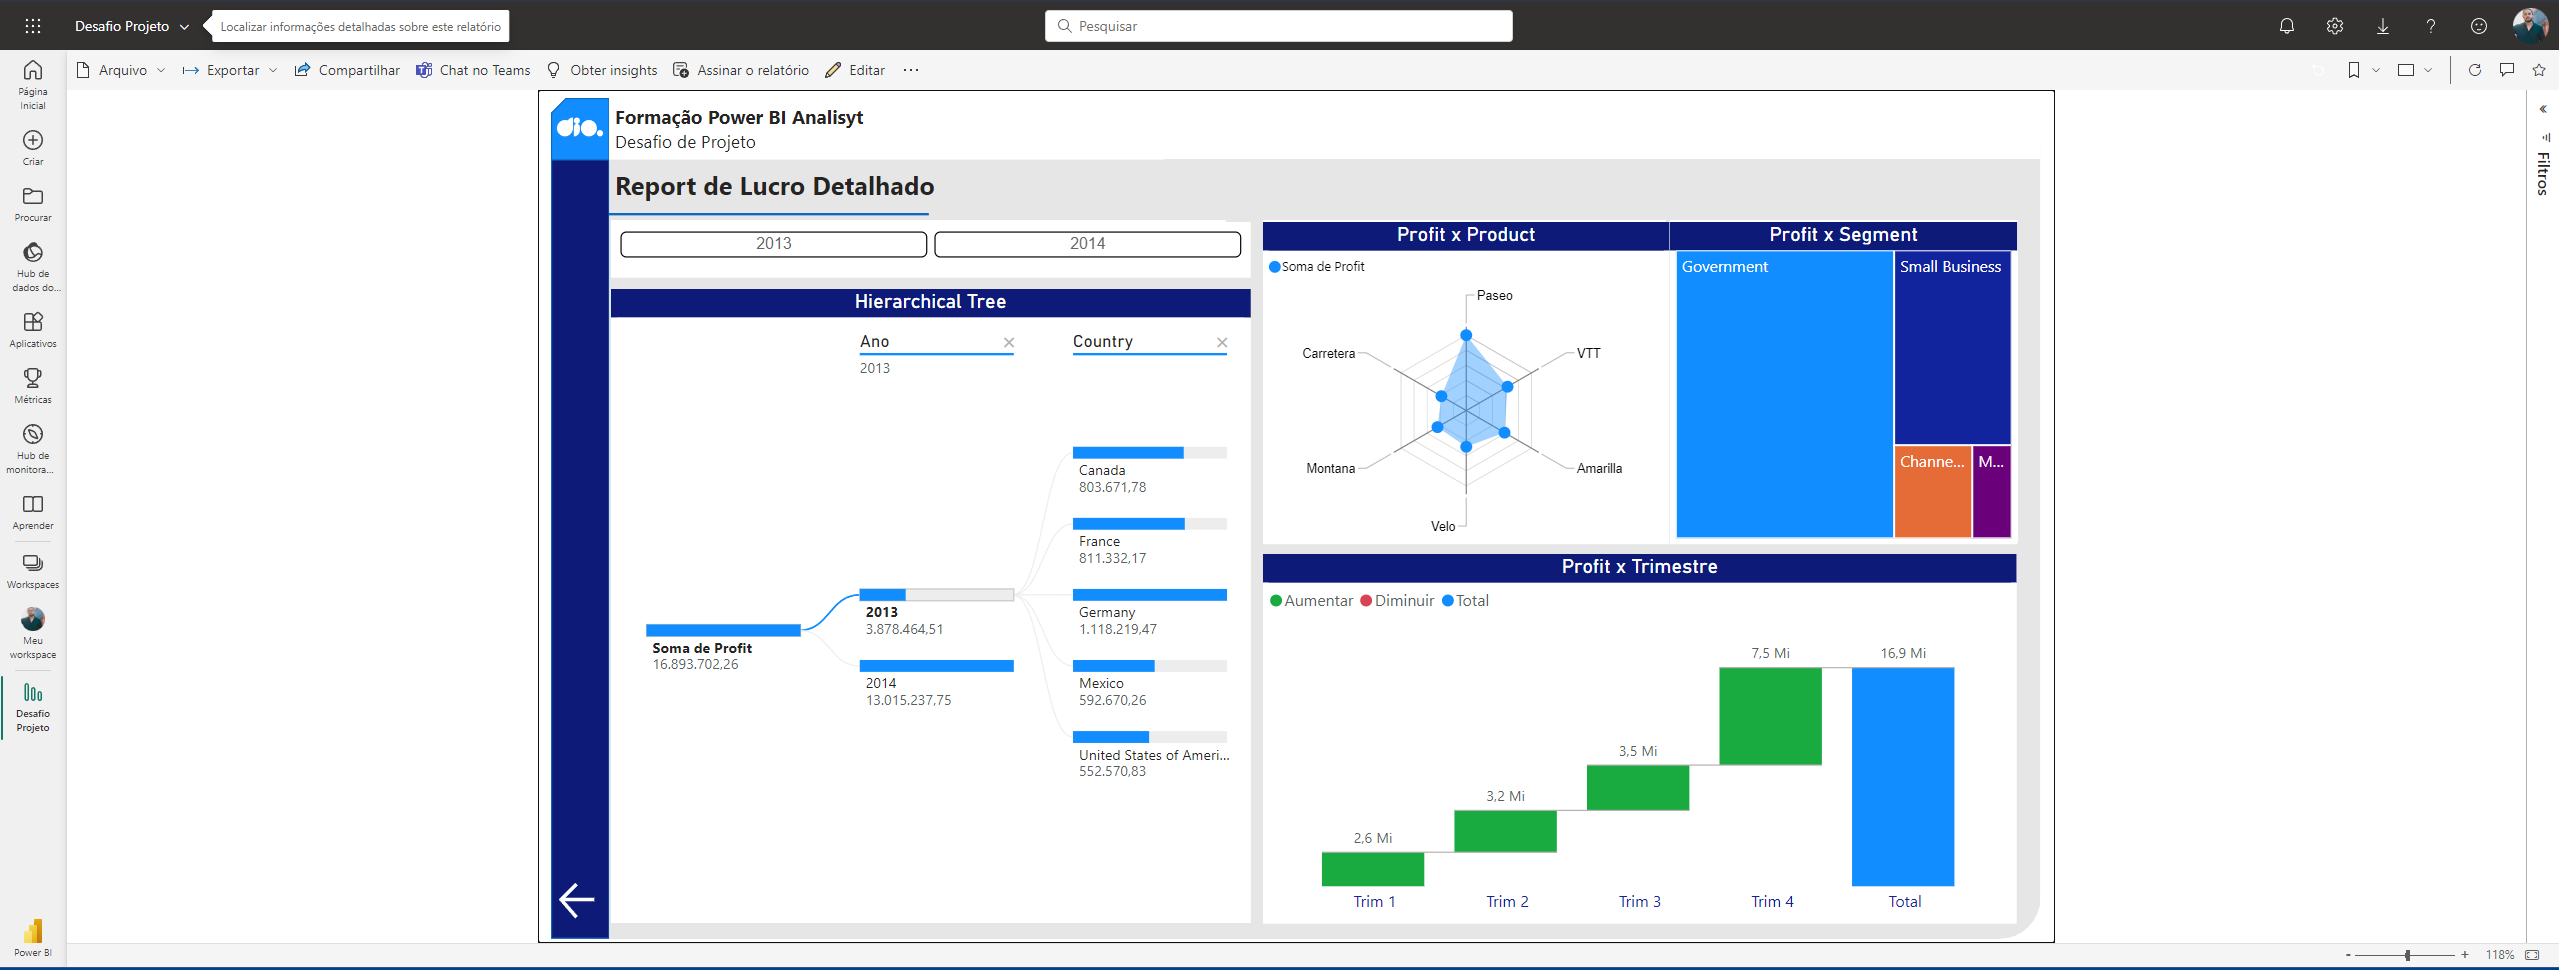 Desafio Projeto
Localizar informações detalhadas sobre este relatório
Pesquisar
Arquivo
Exportar
Compartilhar
Chat no Teams
Obter insights
Assinar o relatório
Editar
Página
Inicial
Criar
Procurar
Hub de
dados do...
Aplicativos
Métricas
Hub de
monitora...
Aprender
Workspaces
Meu
workspace
Desafio
Projeto
Power BI
dio.
Formação Power BI Analisyt
Desafio de Projeto
Report de Lucro Detalhado
2013
2014
Hierarchical Tree
Ano
2013
Country
Soma de Profit
16.893.702,26
2013
3.878.464,51
2014
13.015.237,75
Canada
803.671,78
France
811.332,17
Germany
1.118.219,47
Mexico
592.670,26
United States of Ameri...
552.570,83
Profit x Product
Soma de Profit
Paseo
VTT
Amarilla
Velo
Montana
Carretera
Profit x Segment
Government
Small Business
Channe...
M...
Profit x Trimestre
Aumentar
Diminuir
Total
2,6 Mi
3,2 Mi
3,5 Mi
7,5 Mi
16,9 Mi
Trim 1
Trim 2
Trim 3
Trim 4
Total
Filtros
118%